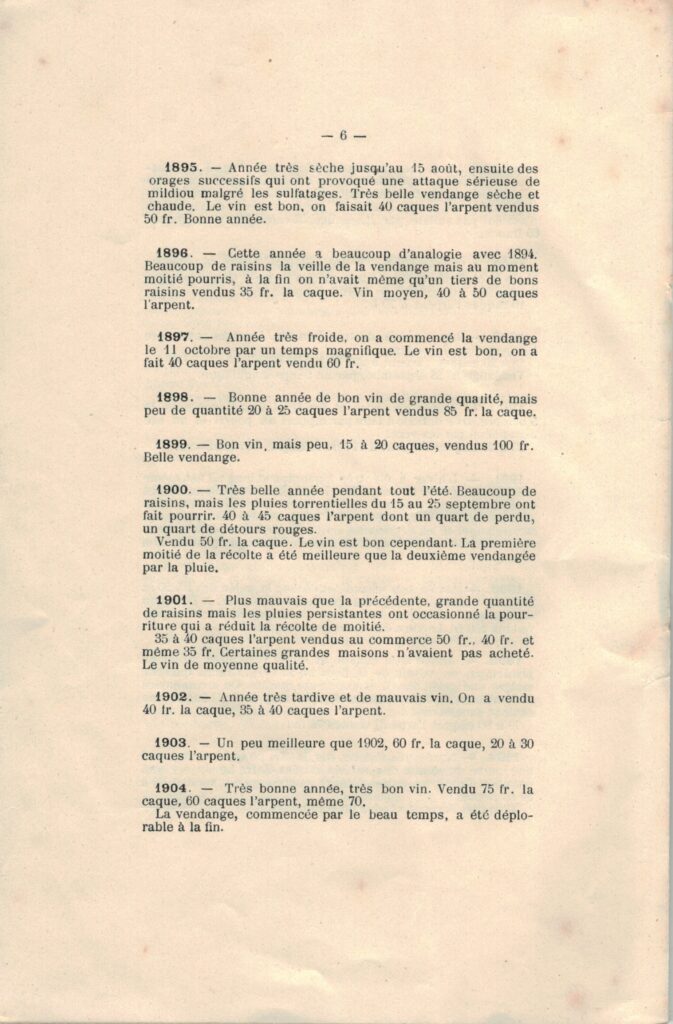 — 6 —
1895. — Année très sèche jusqu'au 15 août, ensuite des
orages successifs qui ont provoqué une attaque sérieuse de
mildiou malgré les sulfatages. Très belle vendange sèche et
chaude. Le vin est bon, on faisait 40 caques l'arpent vendus
50 fr. Bonne année.
1896. — Cette année a beaucoup d'analogie avec 1894.
Beaucoup de raisins la veille de la vendange mais au moment
moitié pourris, à la fin on n'avait même qu'un tiers de bons
raisins vendus 35 fr. la caque. Vin moyen, 40 à 50 caques
l'arpent.
1897. — Année très froide, on a commencé la vendange
le 11 octobre par un temps magnifique. Le vin est bon, on a
fait 40 caques l'arpent vendu 60 fr.
1898. — Bonne année de bon vin de grande qualité, mais
peu de quantité 20 à 25 caques l'arpent vendus 85 fr. la caque.
1899. — Bon vin, mais peu, 15 à 20 caques, vendus 100 fr.
Belle vendange.
1900. — Très belle année pendant tout l'été. Beaucoup de
raisins, mais les pluies torrentielles du 15 au 25 septembre ont
fait pourrir. 40 à 45 caques l'arpent dont un quart de perdu,
un quart de détours rouges.
Vendu 50 fr. la caque. Le vin est bon cependant. La première
moitié de la récolte a été meilleure que la deuxième vendangée
par la pluie.
1901. — Plus mauvais que la précédente, grande quantité
de raisins mais les pluies persistantes ont occasionné la pour-
riture qui a réduit la récolte de moitié.
35 à 40 caques l'arpent vendus au commerce 50 fr., 40 fr. et
même 35 fr. Certaines grandes maisons n'avaient pas acheté.
Le vin de moyenne qualité.
1902. — Année très tardive et de mauvais vin. On a vendu
40 fr. la caque, 35 à 40 caques l'arpent.
1903. — Un peu meilleure que 1902, 60 fr. la caque, 20 à 30
caques l'arpent.
1904. — Très bonne année, très bon vin. Vendu 75 fr. la
caque, 60 caques l'arpent, même 70.
La vendange, commencée par le beau temps, a été déplo-
rable à la fin.